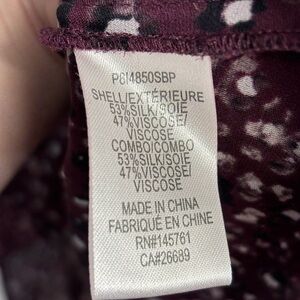 P8I4850SBP
SHELL/EXTÉRIEURE
53% SILK/SOIE
47% VISCOSE/
VISCOSE
COMBO/COMBO
53% SILK/SOIE
47% VISCOSE/
VISCOSE
MADE IN CHINA
FABRIQUÉ EN CHINE
RN#145761
CA#26689